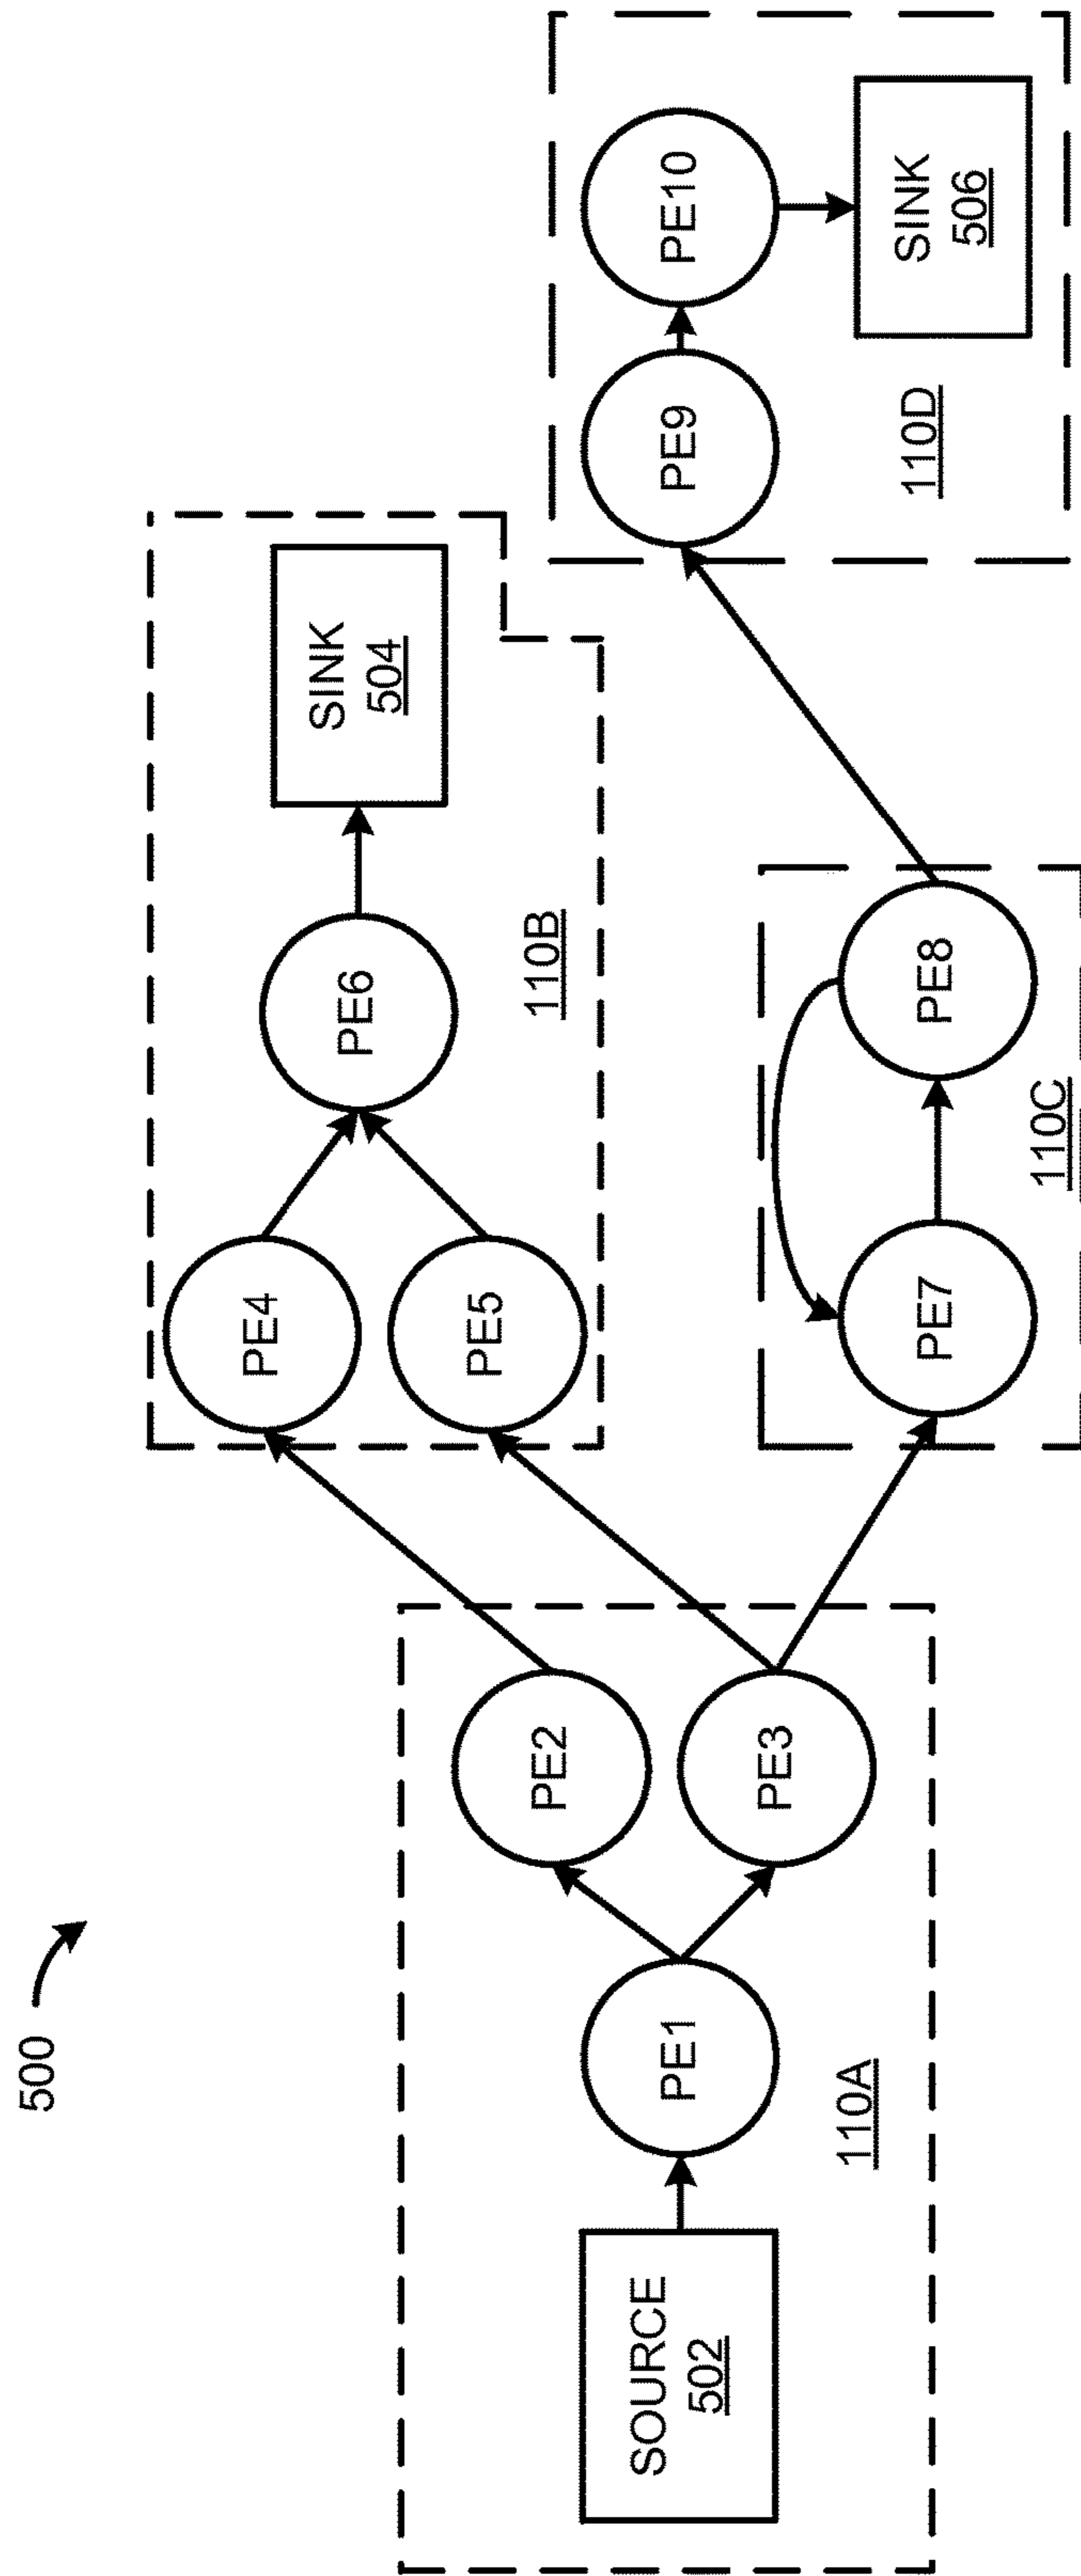 500
SOURCE
502
PE1
110A
PE2
PE3
PE4
PE5
PE6
SINK
504
110B
PE7
PE8
110C
PE9
PE10
SINK
506
110D